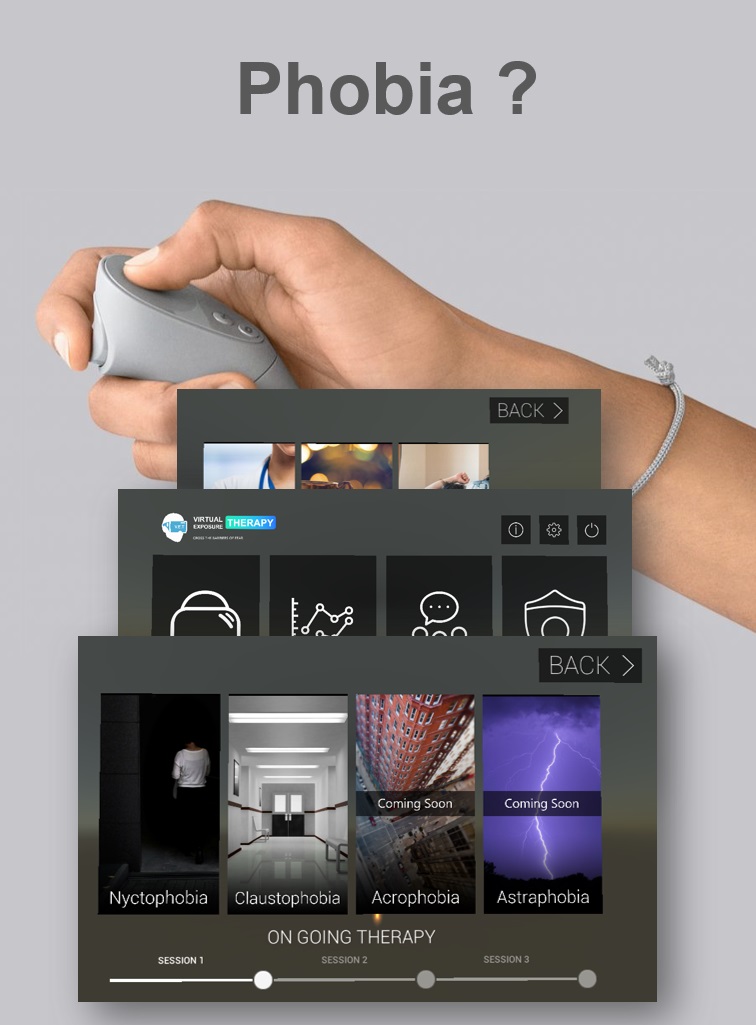 Phobia ?
BACK >
VIRTUAL
EXPOSURE THERAPY
CROSS THE BARRIERS OF FEAR
BACK >
Nyctophobia
Claustophobia
Coming Soon
Acrophobia
Coming Soon
Astraphobia
ON GOING THERAPY
SESSION 1
SESSION 2
SESSION 3